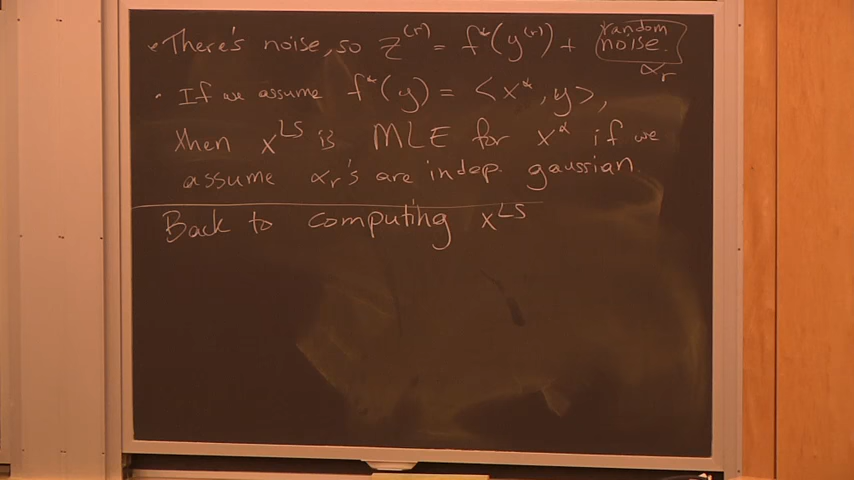 • There's noise, so z^(r) = f*(y^(r)) + random noise.
α_r
• If we assume f*(y) = <x*, y>,
then x^LS is MLE for x* if we
assume α_r's are indep. gaussian.
Back to computing x^LS